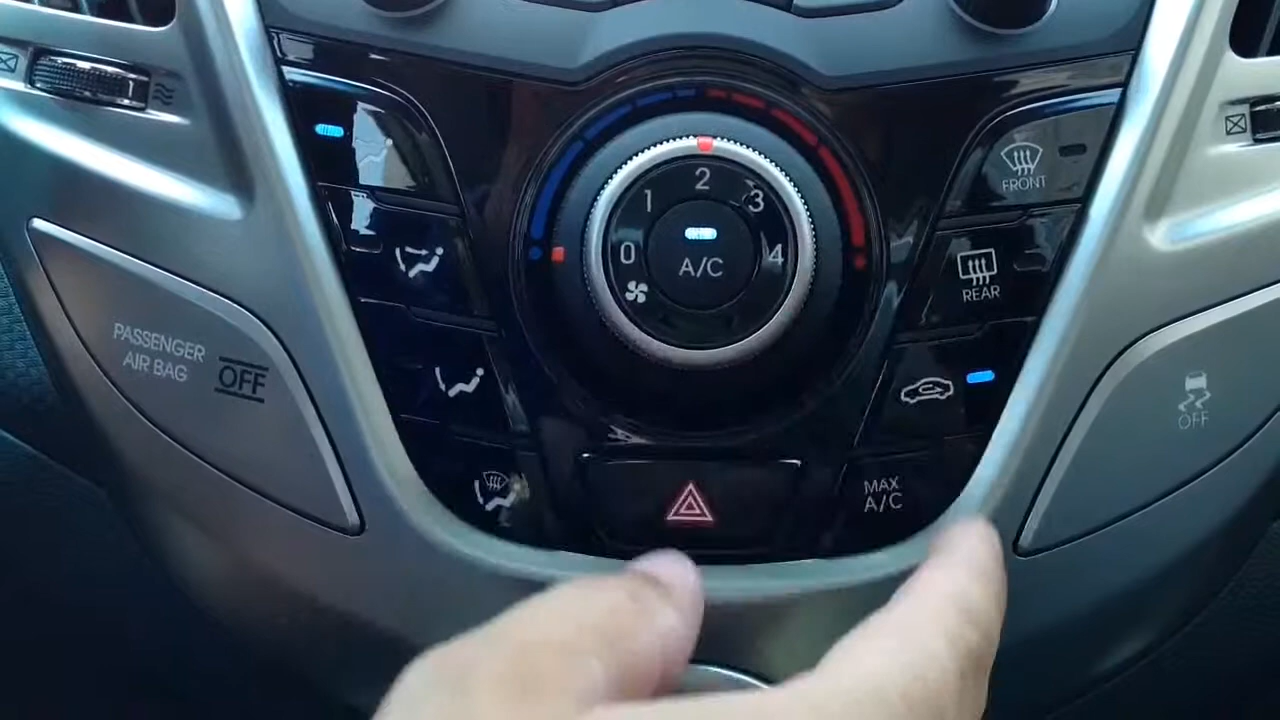 FRONT
1
2
3
0
4
A/C
REAR
PASSENGER
AIR BAG
OFF
OFF
MAX
A/C